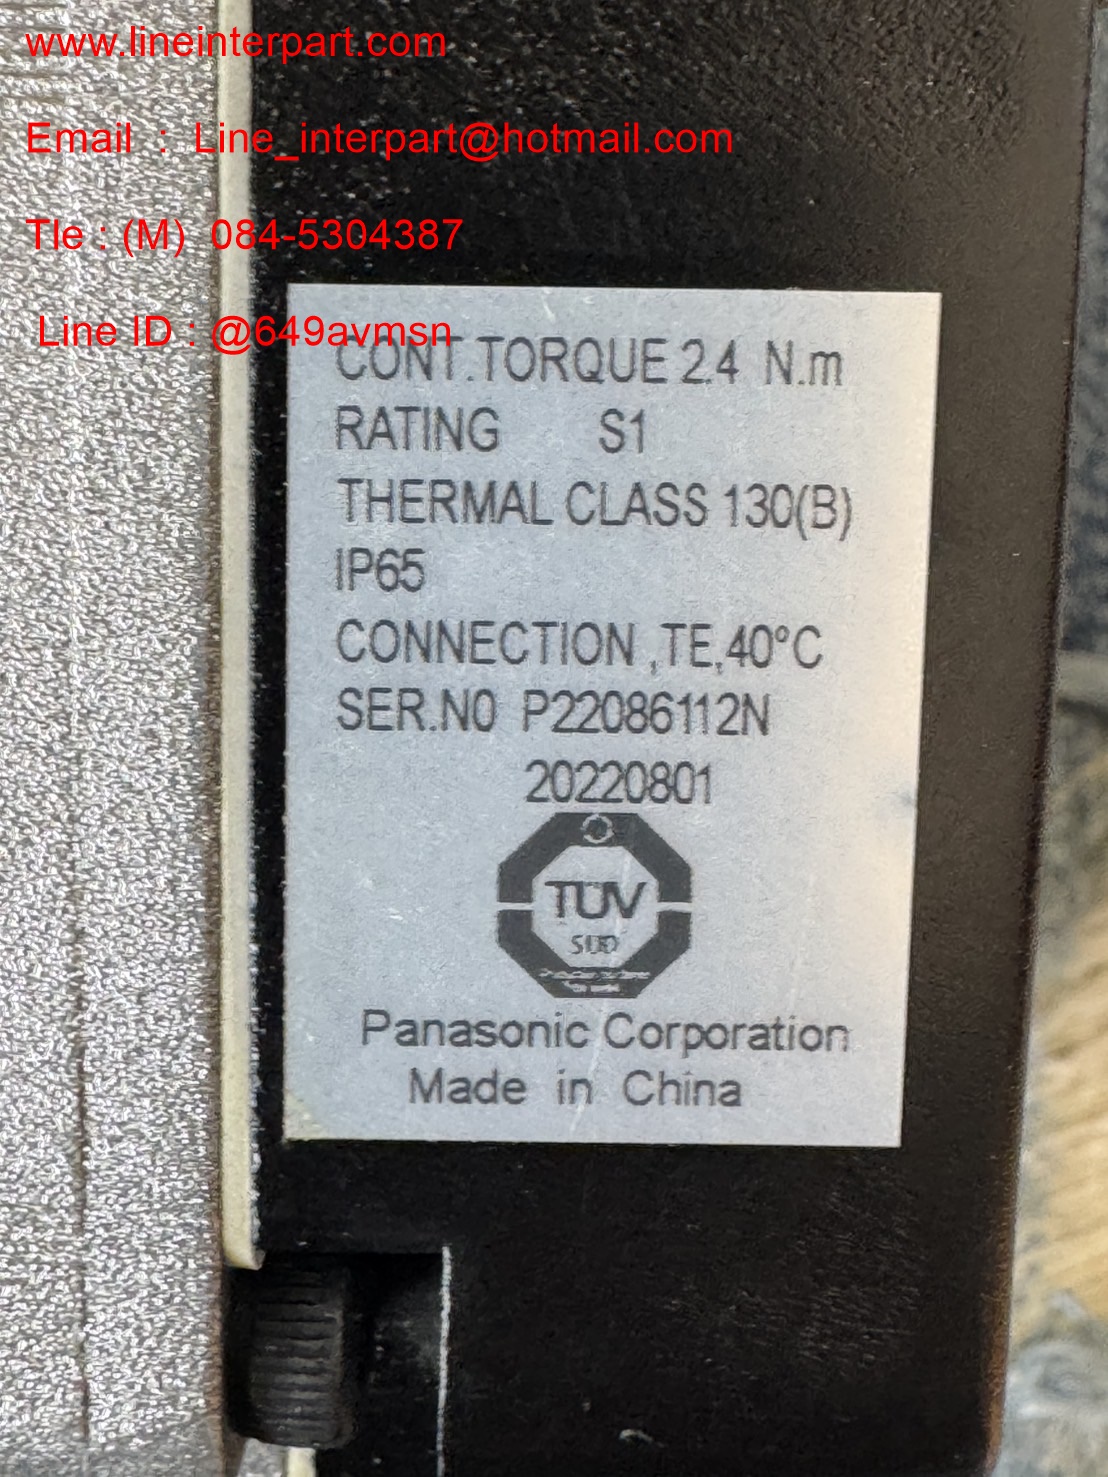 www.lineinterpart.com
Email : Line_interpart@hotmail.com
Tle : (M) 084-5304387
Line ID : @649avmsn
CONT.TORQUE 2.4 N.m
RATING S1
THERMAL CLASS 130(B)
IP65
CONNECTION ,TE,40°C
SER.N0 P22086112N
20220801
TÜV
SÜD
Panasonic Corporation
Made in China